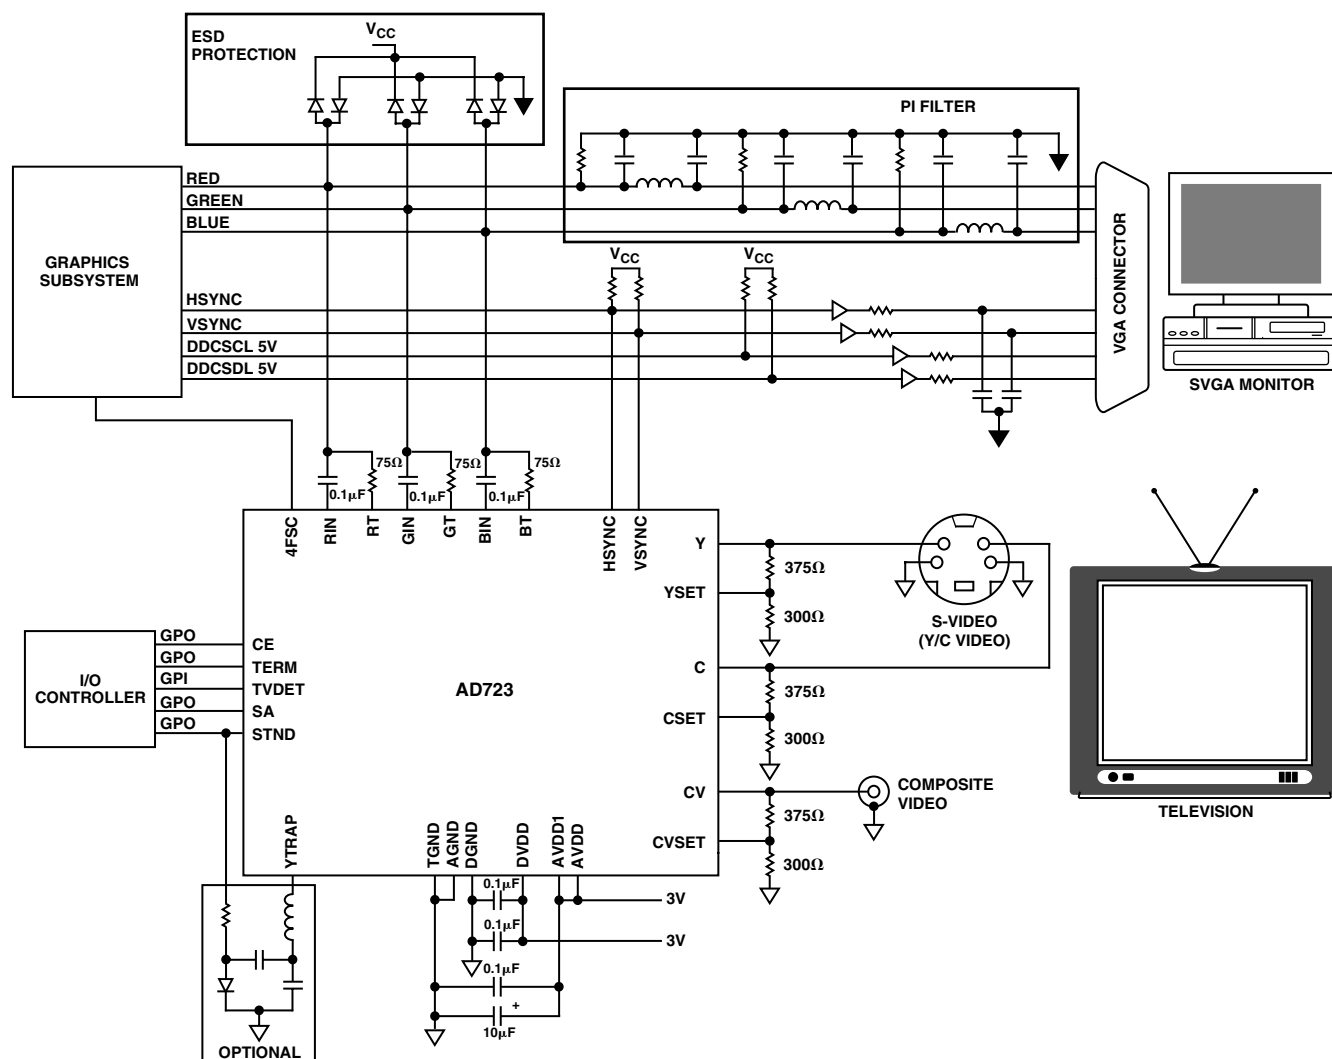 ESD
PROTECTION
VCC
PI FILTER
RED
GREEN
BLUE
GRAPHICS
SUBSYSTEM
VCC
VCC
HSYNC
VSYNC
DDCSCL 5V
DDCSDL 5V
VGA CONNECTOR
SVGA MONITOR
75Ω
75Ω
75Ω
0.1μF
0.1μF
0.1μF
4FSC
RIN
RT
GIN
GT
BIN
BT
HSYNC
VSYNC
Y
375Ω
YSET
300Ω
S-VIDEO
(Y/C VIDEO)
GPO
CE
GPO
TERM
I/O
CONTROLLER
GPI
TVDET
GPO
SA
GPO
STND
AD723
C
375Ω
CSET
300Ω
CV
COMPOSITE
VIDEO
375Ω
CVSET
300Ω
TELEVISION
YTRAP
TGND
AGND
DGND
DVDD
AVDD1
AVDD
0.1μF
3V
0.1μF
3V
0.1μF
+
10μF
OPTIONAL